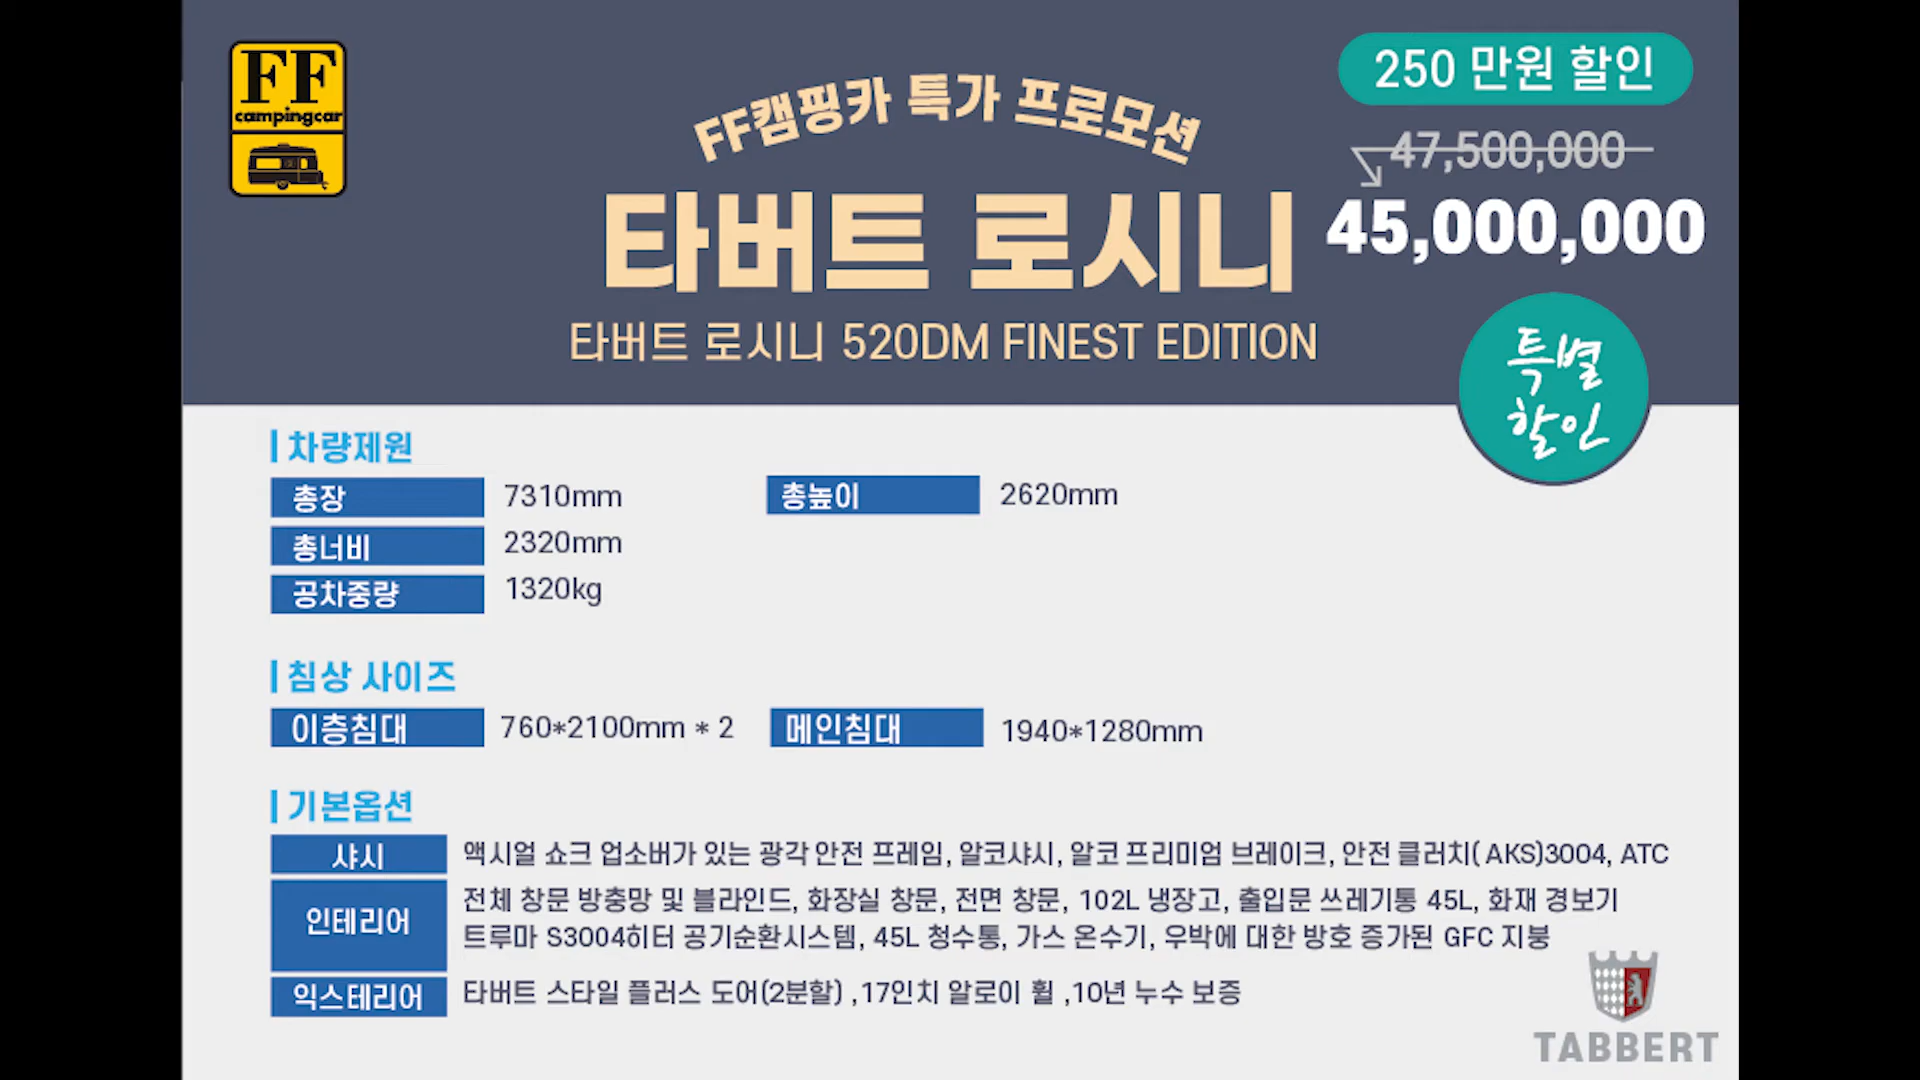 FF
campingcar
FF캠핑카 특가 프로모션
타버트 로시니
타버트 로시니 520DM FINEST EDITION
250 만원 할인
47,500,000
45,000,000
특별
할인
차량제원
총장 7310mm 총높이 2620mm
총너비 2320mm
공차중량 1320kg
침상 사이즈
이층침대 760*2100mm * 2 메인침대 1940*1280mm
기본옵션
샤시 액시얼 쇼크 업소버가 있는 광각 안전 프레임, 알코샤시, 알코 프리미엄 브레이크, 안전 클러치( AKS)3004, ATC
인테리어 전체 창문 방충망 및 블라인드, 화장실 창문, 전면 창문, 102L 냉장고, 출입문 쓰레기통 45L, 화재 경보기
트루마 S3004히터 공기순환시스템, 45L 청수통, 가스 온수기, 우박에 대한 방호 증가된 GFC 지붕
익스테리어 타버트 스타일 플러스 도어(2분할) ,17인치 알로이 휠 ,10년 누수 보증
TABBERT